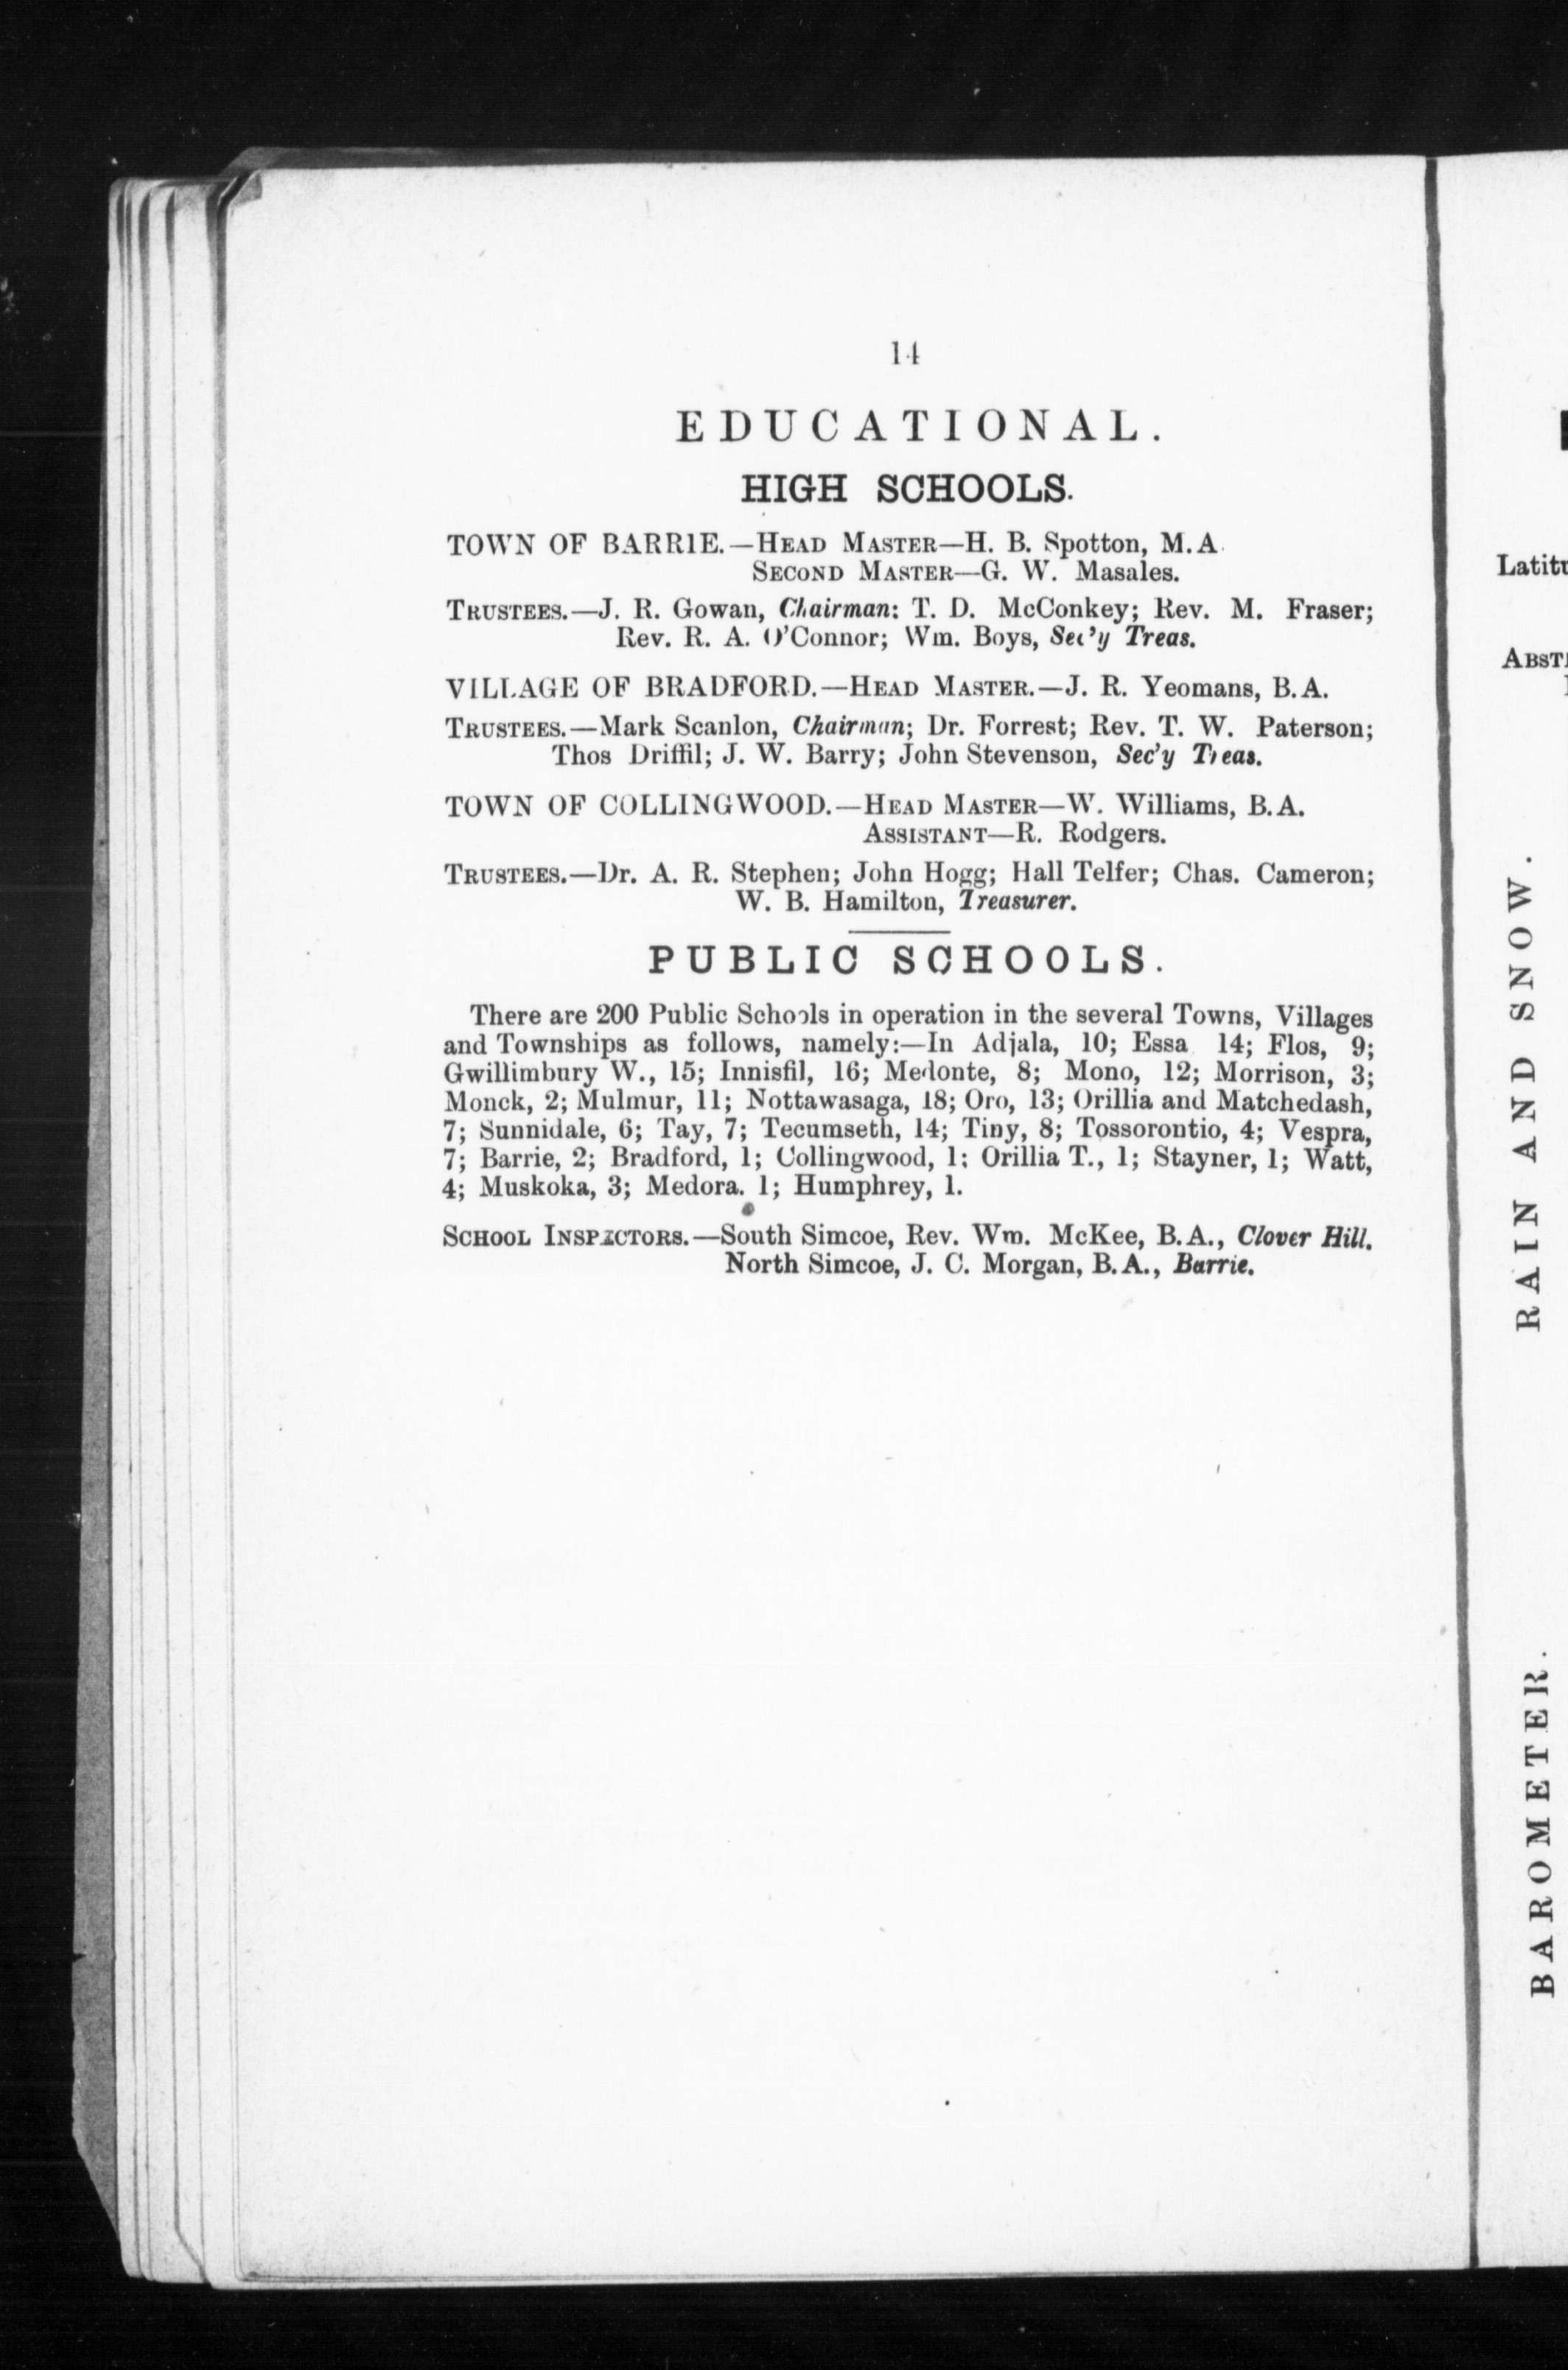 14
EDUCATIONAL.
HIGH SCHOOLS.
TOWN OF BARRIE.—HEAD MASTER—H. B. Spotton, M.A.
SECOND MASTER—G. W. Masales.
TRUSTEES.—J. R. Gowan, Chairman: T. D. McConkey; Rev. M. Fraser;
Rev. R. A. O'Connor; Wm. Boys, Sec'y Treas.
VILLAGE OF BRADFORD.—HEAD MASTER.—J. R. Yeomans, B.A.
TRUSTEES.—Mark Scanlon, Chairman; Dr. Forrest; Rev. T. W. Paterson;
Thos Driffil; J. W. Barry; John Stevenson, Sec'y Treas.
TOWN OF COLLINGWOOD.—HEAD MASTER—W. Williams, B.A.
ASSISTANT—R. Rodgers.
TRUSTEES.—Dr. A. R. Stephen; John Hogg; Hall Telfer; Chas. Cameron;
W. B. Hamilton, Treasurer.
PUBLIC SCHOOLS.
There are 200 Public Schools in operation in the several Towns, Villages
and Townships as follows, namely:—In Adjala, 10; Essa 14; Flos, 9;
Gwillimbury W., 15; Innisfil, 16; Medonte, 8; Mono, 12; Morrison, 3;
Monck, 2; Mulmur, 11; Nottawasaga, 18; Oro, 13; Orillia and Matchedash,
7; Sunnidale, 6; Tay, 7; Tecumseth, 14; Tiny, 8; Tossorontio, 4; Vespra,
7; Barrie, 2; Bradford, 1; Collingwood, 1; Orillia T., 1; Stayner, 1; Watt,
4; Muskoka, 3; Medora. 1; Humphrey, 1.
SCHOOL INSPECTORS.—South Simcoe, Rev. Wm. McKee, B.A., Clover Hill.
North Simcoe, J. C. Morgan, B.A., Barrie.
RAIN AND SNOW.
BAROMETER.